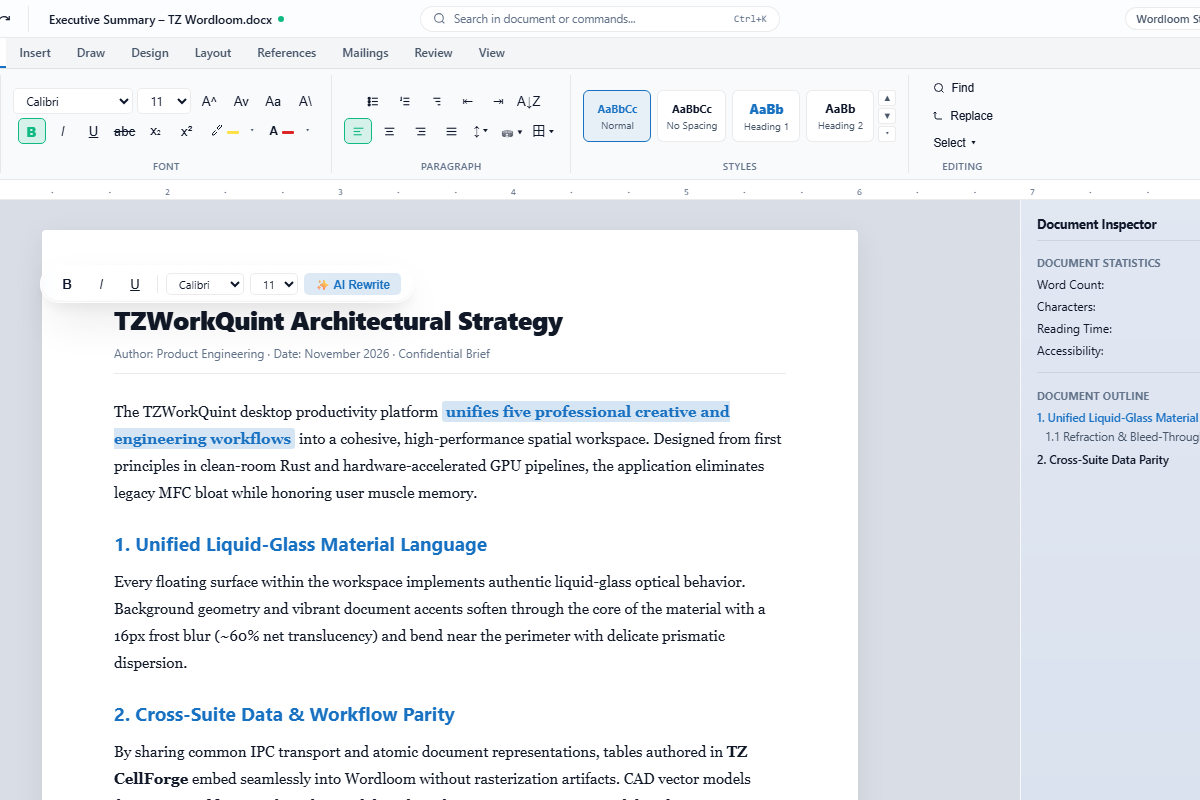 Executive Summary – TZ Wordloom.docx
Search in document or commands...
Ctrl+K
Wordloom
Insert
Draw
Design
Layout
References
Mailings
Review
View
Calibri
11
A^
Av
Aa
A\
A↓Z
B
I
U
abc
x₂
x²
A
FONT
PARAGRAPH
AaBbCc
Normal
AaBbCc
No Spacing
AaBb
Heading 1
AaBb
Heading 2
STYLES
Find
Replace
Select
EDITING
2
3
4
5
6
7
B
I
U
Calibri
11
✨ AI Rewrite
TZWorkQuint Architectural Strategy
Author: Product Engineering · Date: November 2026 · Confidential Brief
The TZWorkQuint desktop productivity platform unifies five professional creative and
engineering workflows into a cohesive, high-performance spatial workspace. Designed from first
principles in clean-room Rust and hardware-accelerated GPU pipelines, the application eliminates
legacy MFC bloat while honoring user muscle memory.
1. Unified Liquid-Glass Material Language
Every floating surface within the workspace implements authentic liquid-glass optical behavior.
Background geometry and vibrant document accents soften through the core of the material with a
16px frost blur (~60% net translucency) and bend near the perimeter with delicate prismatic
dispersion.
2. Cross-Suite Data & Workflow Parity
By sharing common IPC transport and atomic document representations, tables authored in TZ
CellForge embed seamlessly into Wordloom without rasterization artifacts. CAD vector models
Document Inspector
DOCUMENT STATISTICS
Word Count:
Characters:
Reading Time:
Accessibility:
DOCUMENT OUTLINE
1. Unified Liquid-Glass Material
1.1 Refraction & Bleed-Throug
2. Cross-Suite Data Parity